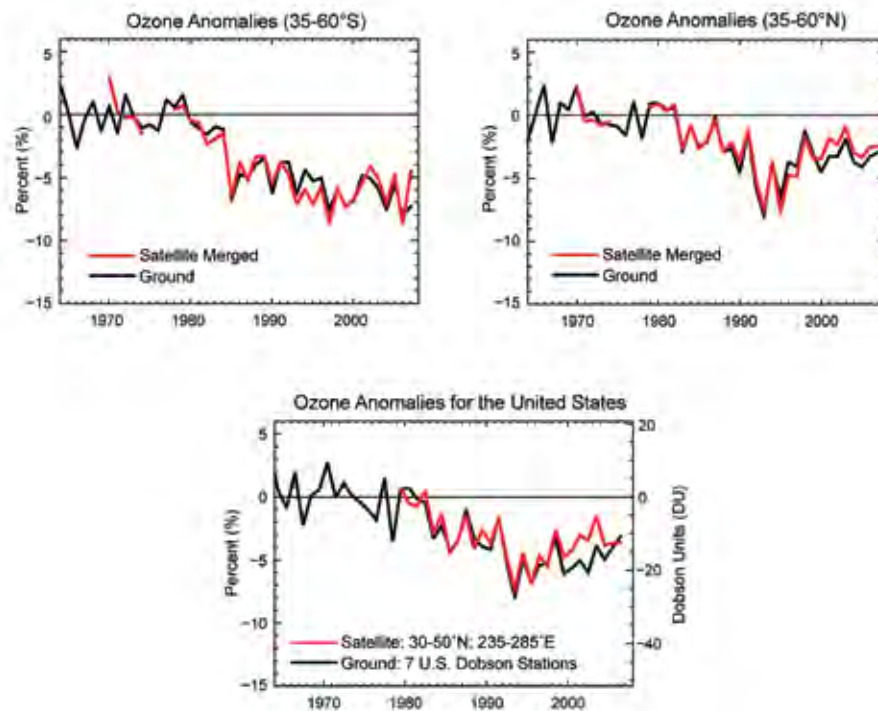 Ozone Anomalies (35-60°S)
5
0
−5
−10
−15
Percent (%)
Satellite Merged
Ground
1970 1980 1990 2000
Ozone Anomalies (35-60°N)
5
0
−5
−10
−15
Percent (%)
Satellite Merged
Ground
1970 1980 1990 2000
Ozone Anomalies for the United States
5
0
−5
−10
−15
Percent (%)
20
0
−20
−40
Dobson Units (DU)
Satellite: 30-50°N; 235-285°E
Ground: 7 U.S. Dobson Stations
1970 1980 1990 2000